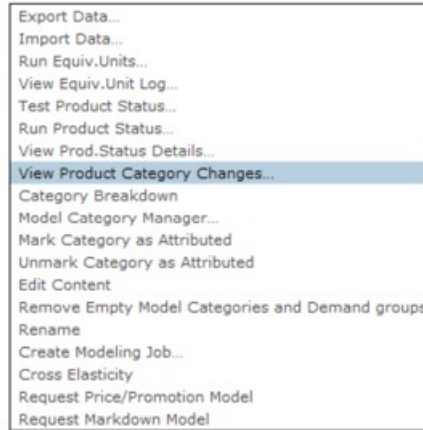 Export Data...
Import Data...
Run Equiv.Units...
View Equiv.Unit Log...
Test Product Status...
Run Product Status...
View Prod.Status Details...
View Product Category Changes...
Category Breakdown
Model Category Manager...
Mark Category as Attributed
Unmark Category as Attributed
Edit Content
Remove Empty Model Categories and Demand groups
Rename
Create Modeling Job...
Cross Elasticity
Request Price/Promotion Model
Request Markdown Model